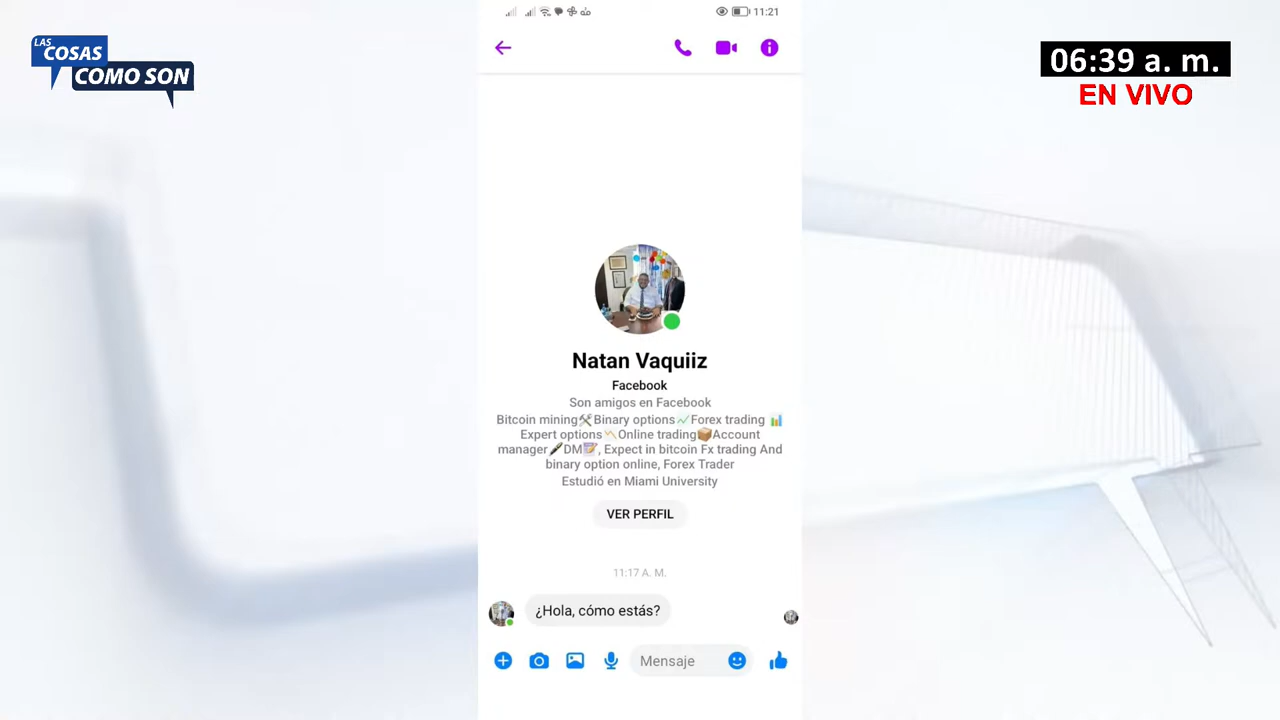 LAS
COSAS
COMO SON
11:21
06:39 a. m.
EN VIVO
Natan Vaquiiz
Facebook
Son amigos en Facebook
Bitcoin mining🛠Binary options📈Forex trading 📊
Expert options📉Online trading📦Account
manager🖋DM📝, Expect in bitcoin Fx trading And
binary option online, Forex Trader
Estudió en Miami University
VER PERFIL
11:17 A. M.
¿Hola, cómo estás?
Mensaje